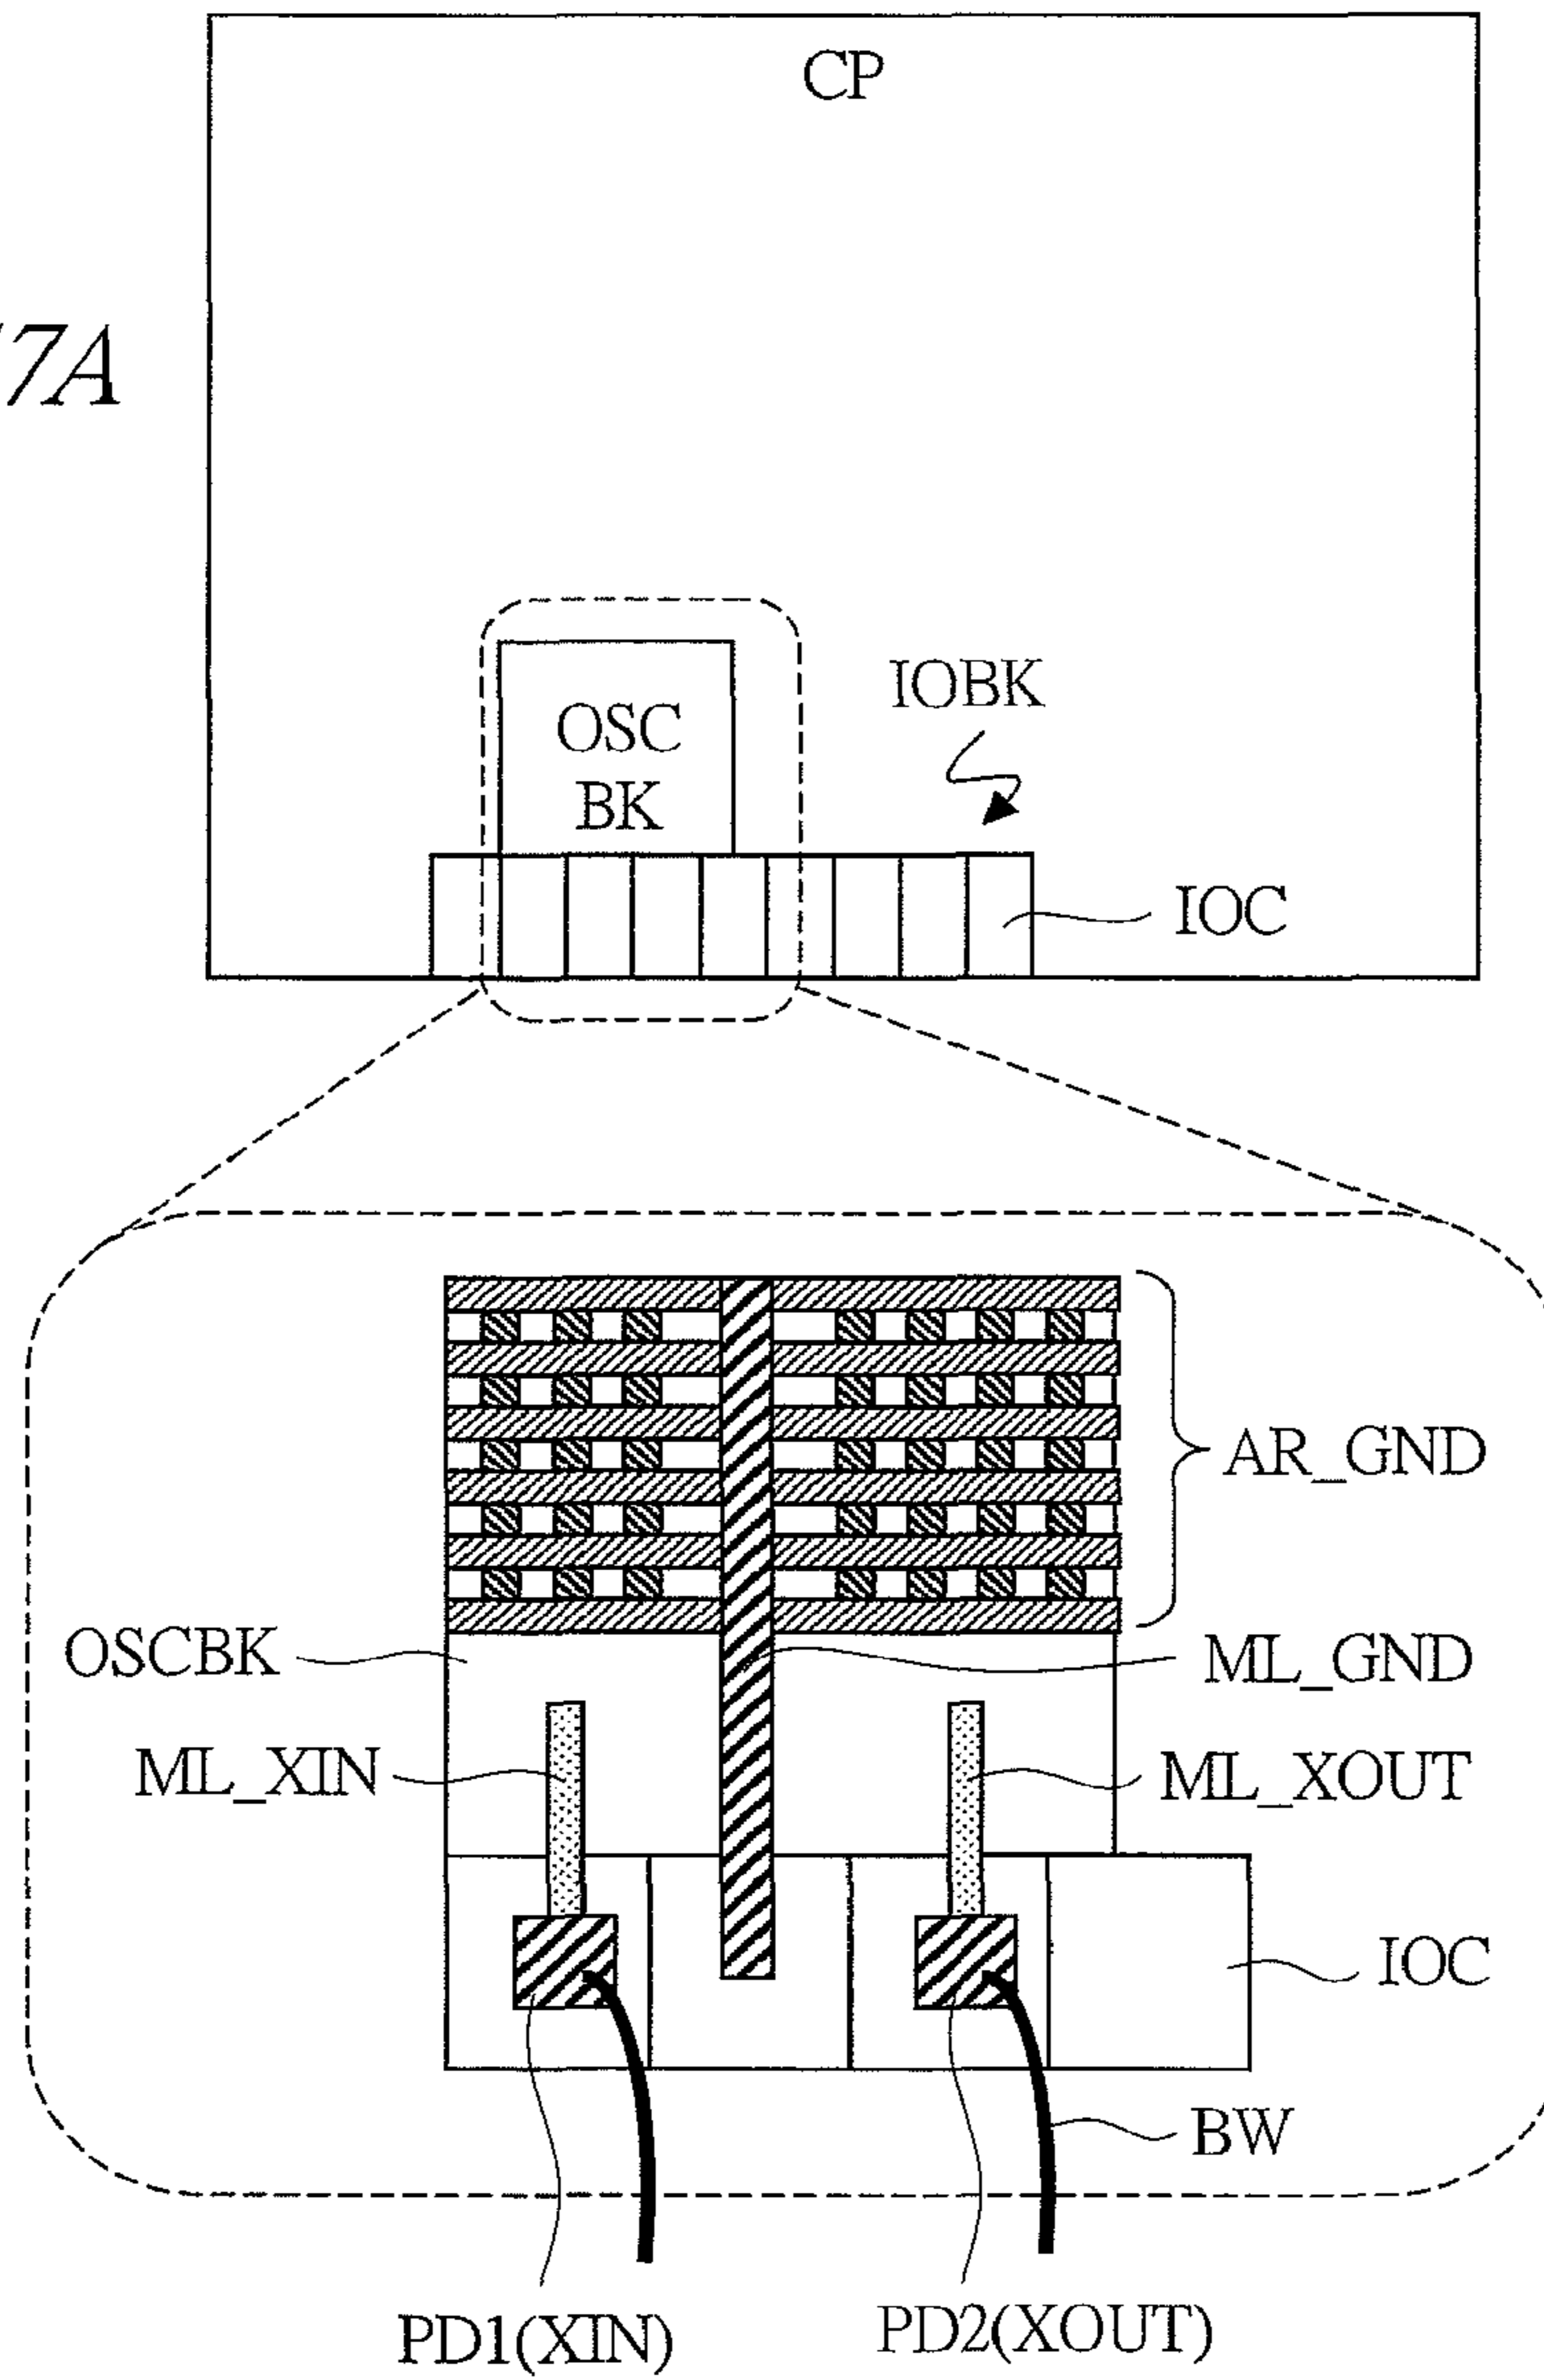 CP
7A
OSC
BK
IOBK
IOC
AR_GND
OSCBK
ML_GND
ML_XIN
ML_XOUT
IOC
BW
PD1(XIN)
PD2(XOUT)